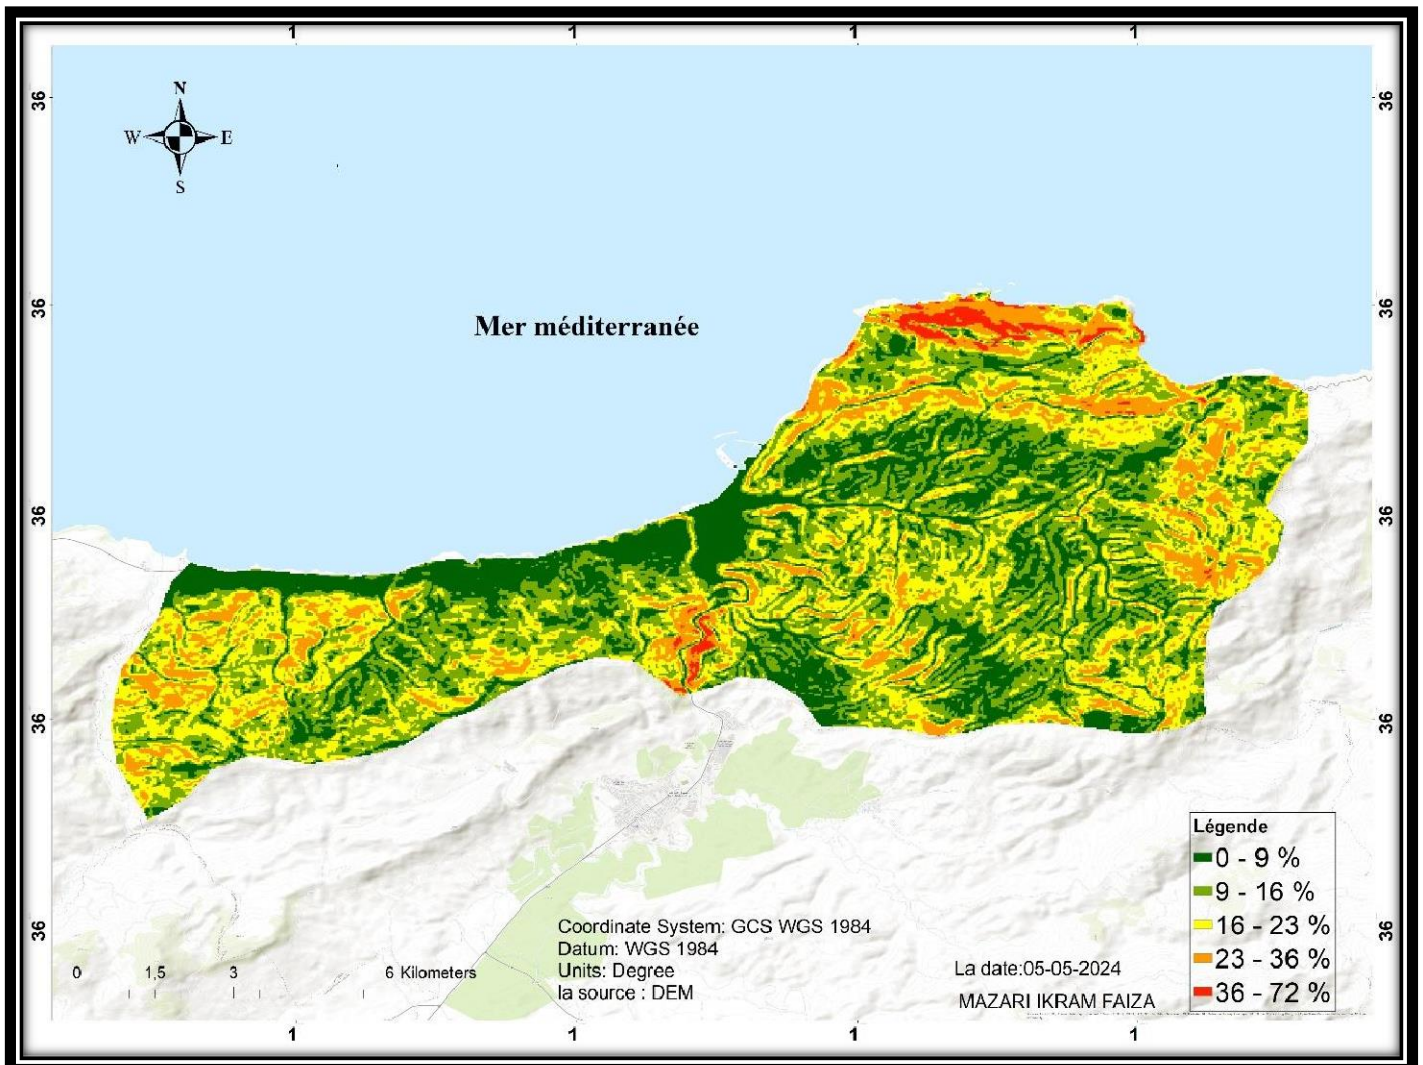 1 1 1 1
36 36
N
W E
S
36 36
Mer méditerranée
36 36
36 36
Légende
0 - 9 %
9 - 16 %
16 - 23 %
23 - 36 %
36 - 72 %
36 36
Coordinate System: GCS WGS 1984
Datum: WGS 1984
Units: Degree
la source : DEM
0 1,5 3 6 Kilometers
La date:05-05-2024
MAZARI IKRAM FAIZA
1 1 1 1